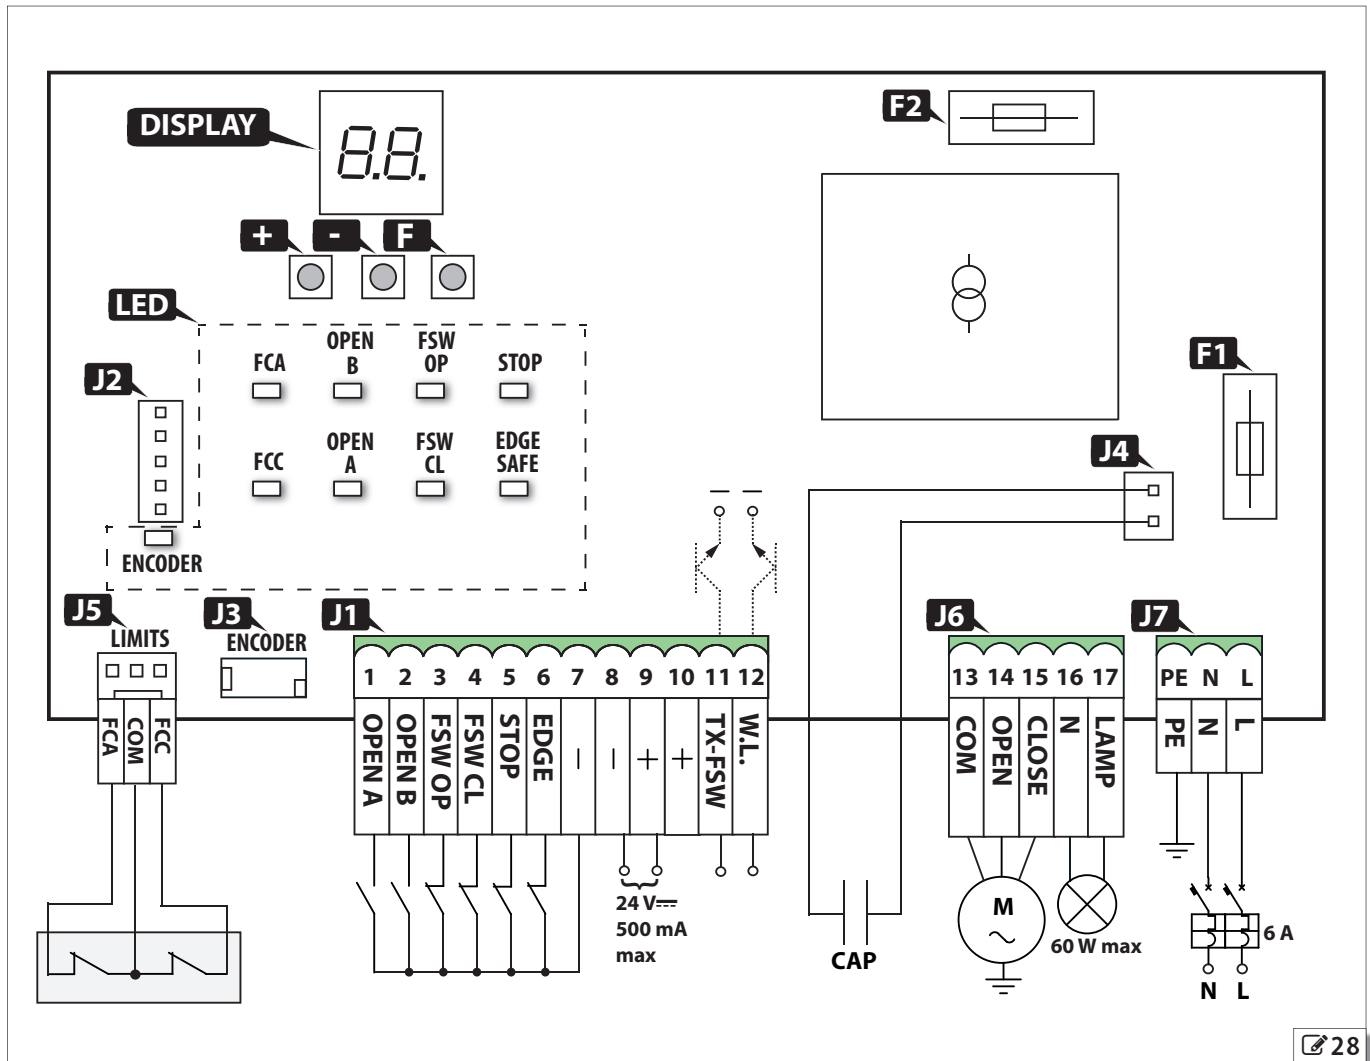 DISPLAY
8.8.
F2
+ - F
LED
FCA
OPEN B
FSW OP
STOP
J2
FCC
OPEN A
FSW CL
EDGE SAFE
ENCODER
F1
J4
J5
LIMITS
J3
ENCODER
J1
J6
J7
1 2 3 4 5 6 7 8 9 10 11 12
13 14 15 16 17
PE N L
FCA
COM
FCC
OPEN A
OPEN B
FSW OP
FSW CL
STOP
EDGE
–
–
+
+
TX-FSW
W.L.
COM
OPEN
CLOSE
N
LAMP
PE
N
L
24 V⎓
500 mA
max
CAP
M
~
60 W max
6 A
N L
28